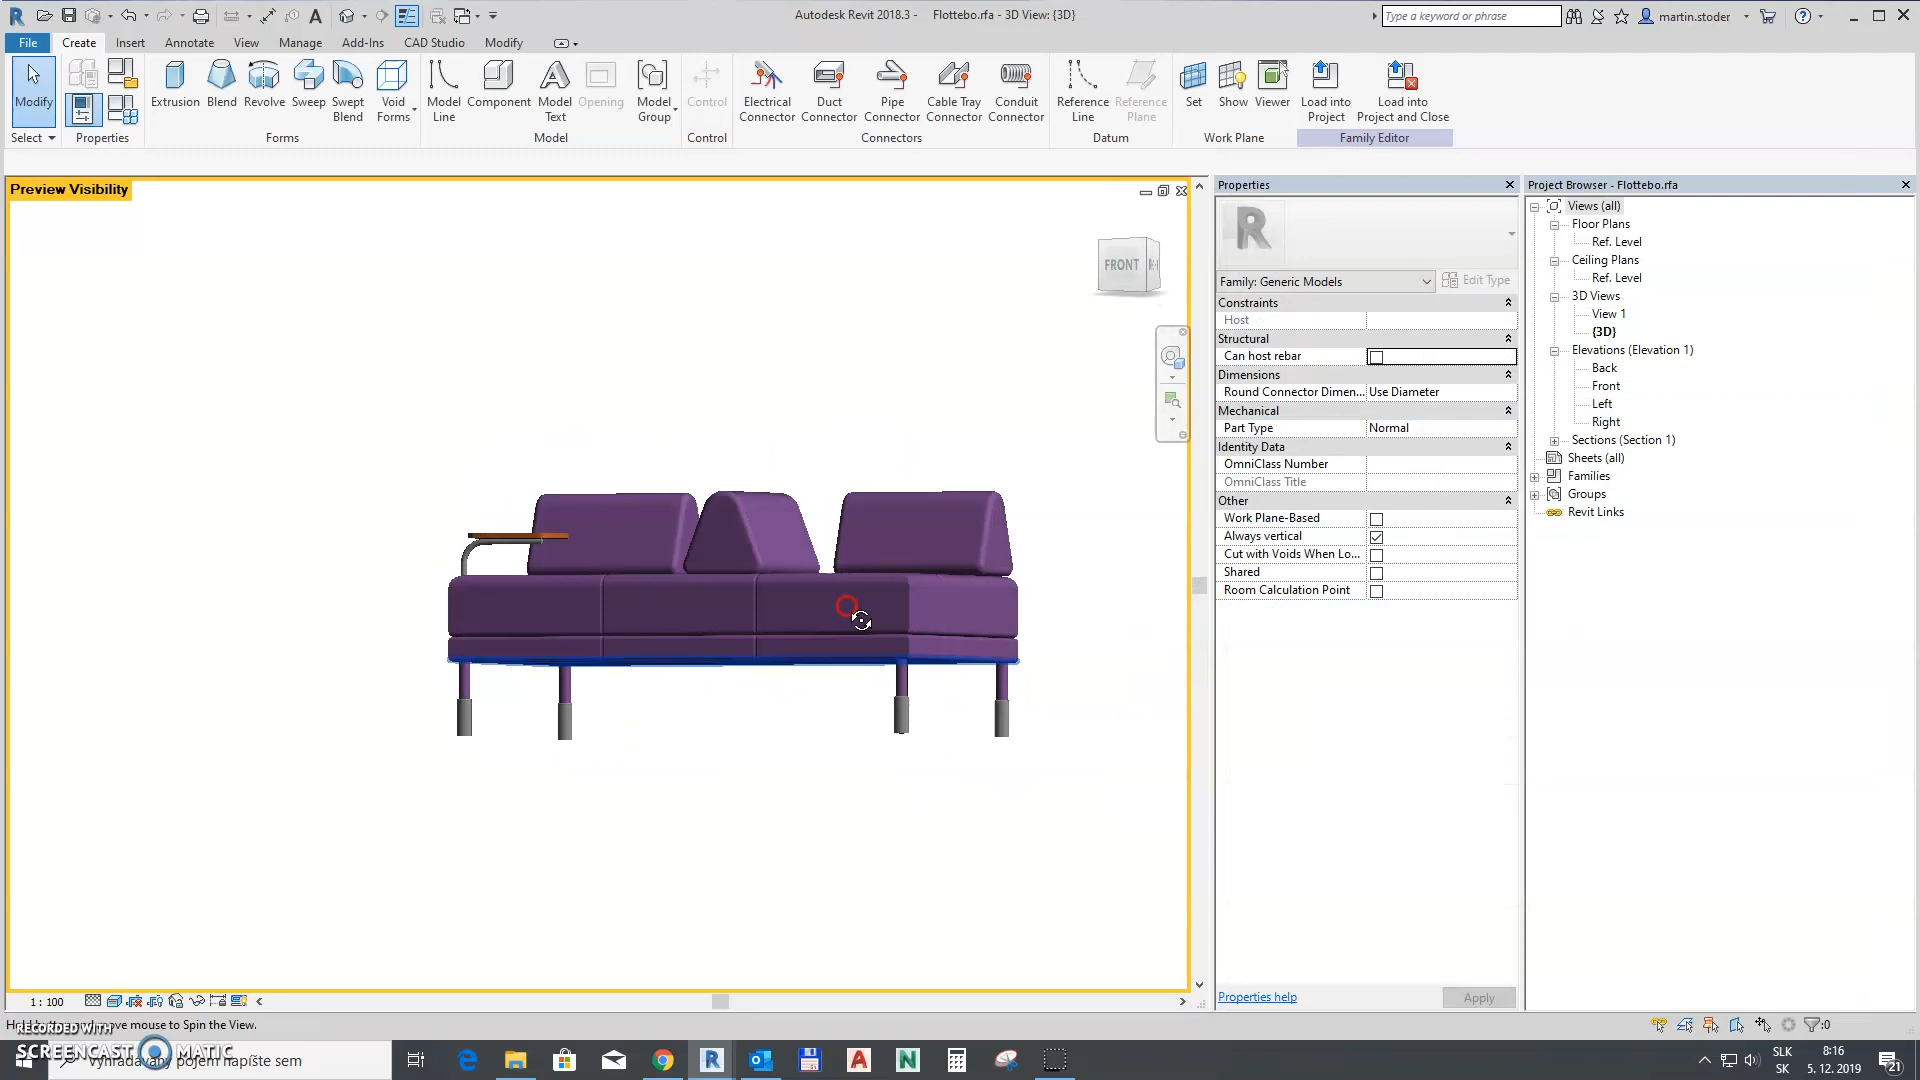 Autodesk Revit 2018.3 - Flottebo.rfa - 3D View: {3D}
Type a keyword or phrase
martin.stoder
File Create Insert Annotate View Manage Add-Ins CAD Studio Modify
Modify
Extrusion Blend Revolve Sweep Swept Blend Void Forms
Model Line Component Model Text Opening Model Group
Control
Electrical Connector Duct Connector Pipe Connector Cable Tray Connector Conduit Connector
Reference Line Reference Plane
Set Show Viewer
Load into Project Load into Project and Close
Select Properties Forms Model Control Connectors Datum Work Plane Family Editor
Preview Visibility
FRONT
Properties
R
Family: Generic Models Edit Type
Constraints
Host
Structural
Can host rebar
Dimensions
Round Connector Dimen... Use Diameter
Mechanical
Part Type Normal
Identity Data
OmniClass Number
OmniClass Title
Other
Work Plane-Based
Always vertical
Cut with Voids When Lo...
Shared
Room Calculation Point
Properties help Apply
Project Browser - Flottebo.rfa
Views (all)
Floor Plans
Ref. Level
Ceiling Plans
Ref. Level
3D Views
View 1
{3D}
Elevations (Elevation 1)
Back
Front
Left
Right
Sections (Section 1)
Sheets (all)
Families
Groups
Revit Links
1 : 100
move mouse to Spin the View.
:0
RECORDED WITH
SCREENCAST MATIC
napíšte sem
SLK
SK
8:16
5. 12. 2019
21